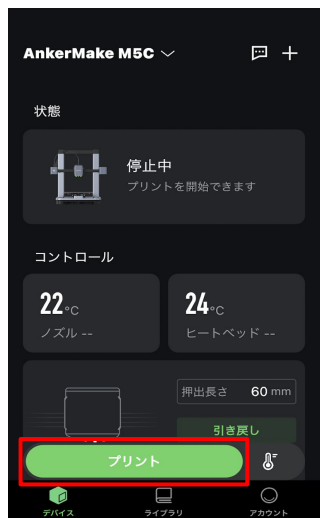 AnkerMake M5C
状態
停止中
プリントを開始できます
コントロール
22°C
ノズル --
24°C
ヒートベッド --
押出長さ 60 mm
引き戻し
プリント
デバイス ライブラリ アカウント